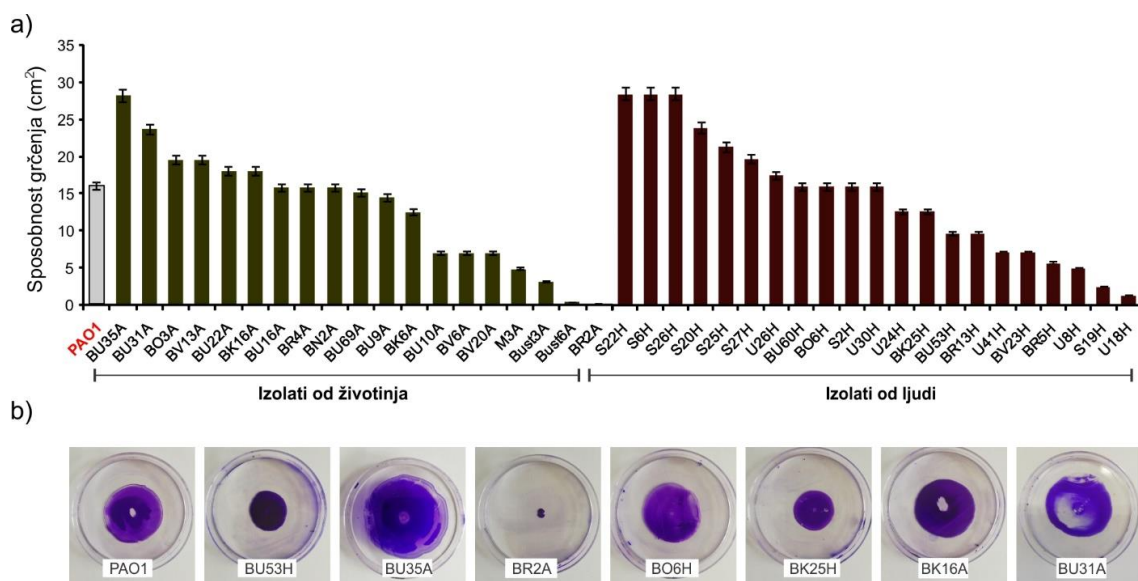 a)
Sposobnost grčenja (cm²)
35
30
25
20
15
10
5
0
PAO1
BU35A
BU31A
BO3A
BV13A
BU22A
BK16A
BU16A
BR4A
BN2A
BU69A
BU9A
BK6A
BU10A
BV6A
BV20A
M3A
Bust3A
Bust6A
BR2A
S22H
S6H
S26H
S20H
S25H
S27H
U26H
BU60H
BO6H
S2H
U30H
U24H
BK25H
BU53H
BR13H
U41H
BV23H
BR5H
U8H
S19H
U18H
Izolati od životinja
Izolati od ljudi
b)
PAO1
BU53H
BU35A
BR2A
BO6H
BK25H
BK16A
BU31A